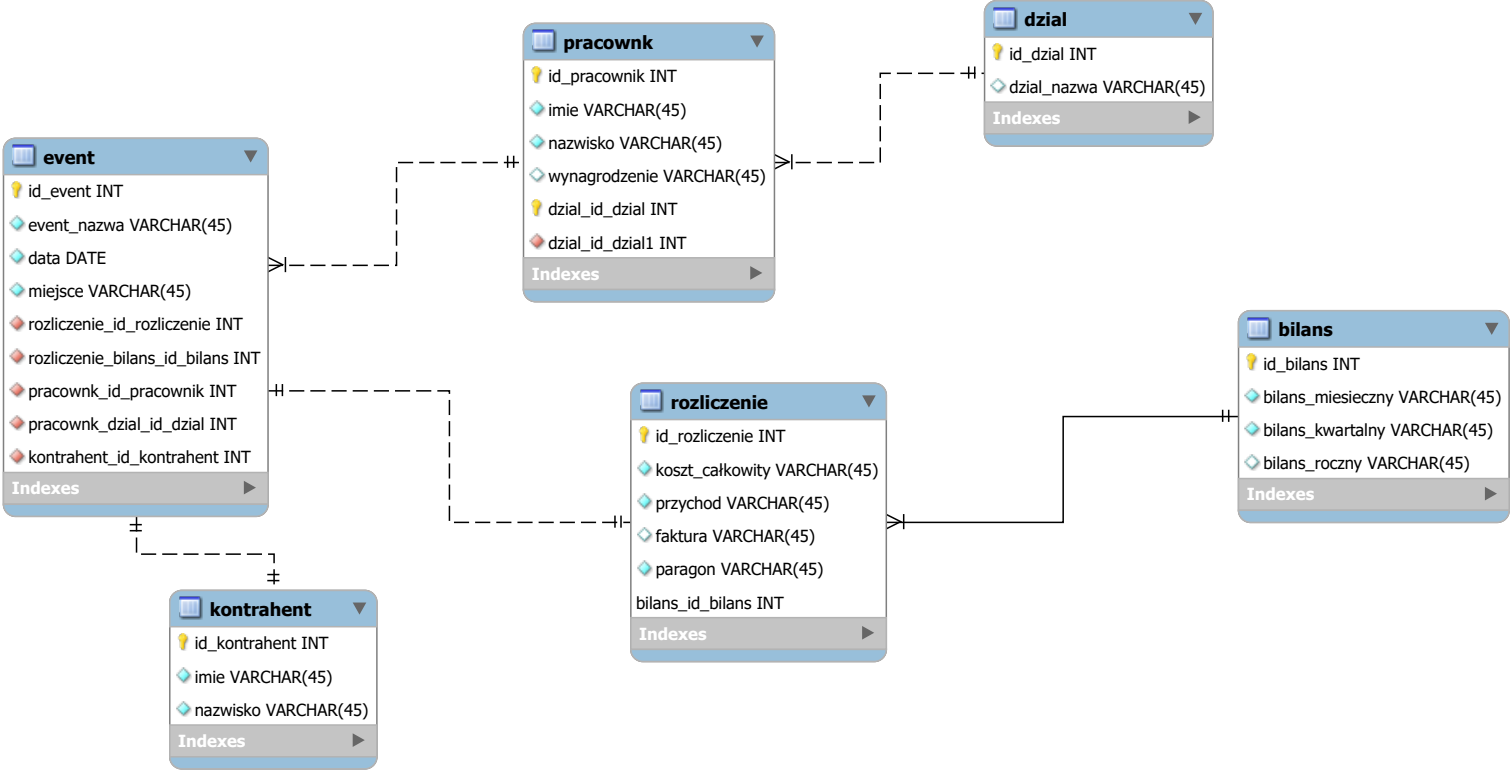 event
id_event INT
event_nazwa VARCHAR(45)
data DATE
miejsce VARCHAR(45)
rozliczenie_id_rozliczenie INT
rozliczenie_bilans_id_bilans INT
pracownk_id_pracownik INT
pracownk_dzial_id_dzial INT
kontrahent_id_kontrahent INT
Indexes
pracownk
id_pracownik INT
imie VARCHAR(45)
nazwisko VARCHAR(45)
wynagrodzenie VARCHAR(45)
dzial_id_dzial INT
dzial_id_dzial1 INT
Indexes
dzial
id_dzial INT
dzial_nazwa VARCHAR(45)
Indexes
rozliczenie
id_rozliczenie INT
koszt_całkowity VARCHAR(45)
przychod VARCHAR(45)
faktura VARCHAR(45)
paragon VARCHAR(45)
bilans_id_bilans INT
Indexes
bilans
id_bilans INT
bilans_miesieczny VARCHAR(45)
bilans_kwartalny VARCHAR(45)
bilans_roczny VARCHAR(45)
Indexes
kontrahent
id_kontrahent INT
imie VARCHAR(45)
nazwisko VARCHAR(45)
Indexes